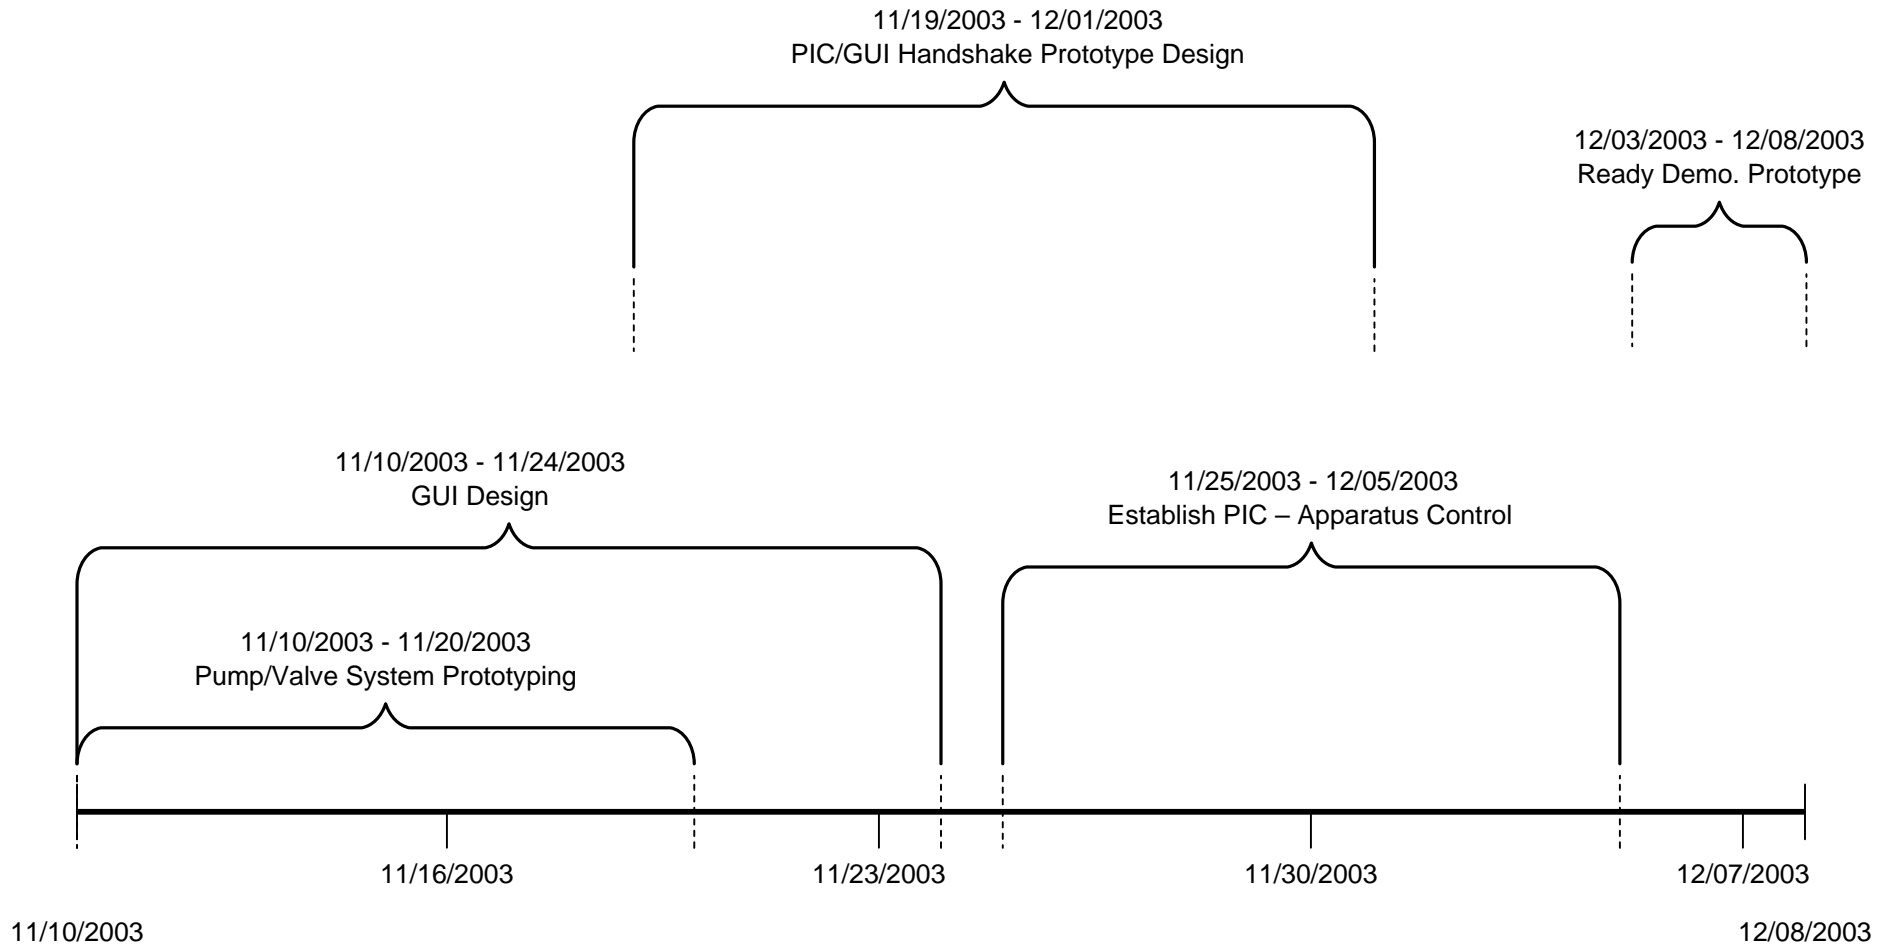 11/19/2003 - 12/01/2003
PIC/GUI Handshake Prototype Design
12/03/2003 - 12/08/2003
Ready Demo. Prototype
11/10/2003 - 11/24/2003
GUI Design
11/25/2003 - 12/05/2003
Establish PIC – Apparatus Control
11/10/2003 - 11/20/2003
Pump/Valve System Prototyping
11/16/2003
11/23/2003
11/30/2003
12/07/2003
11/10/2003
12/08/2003